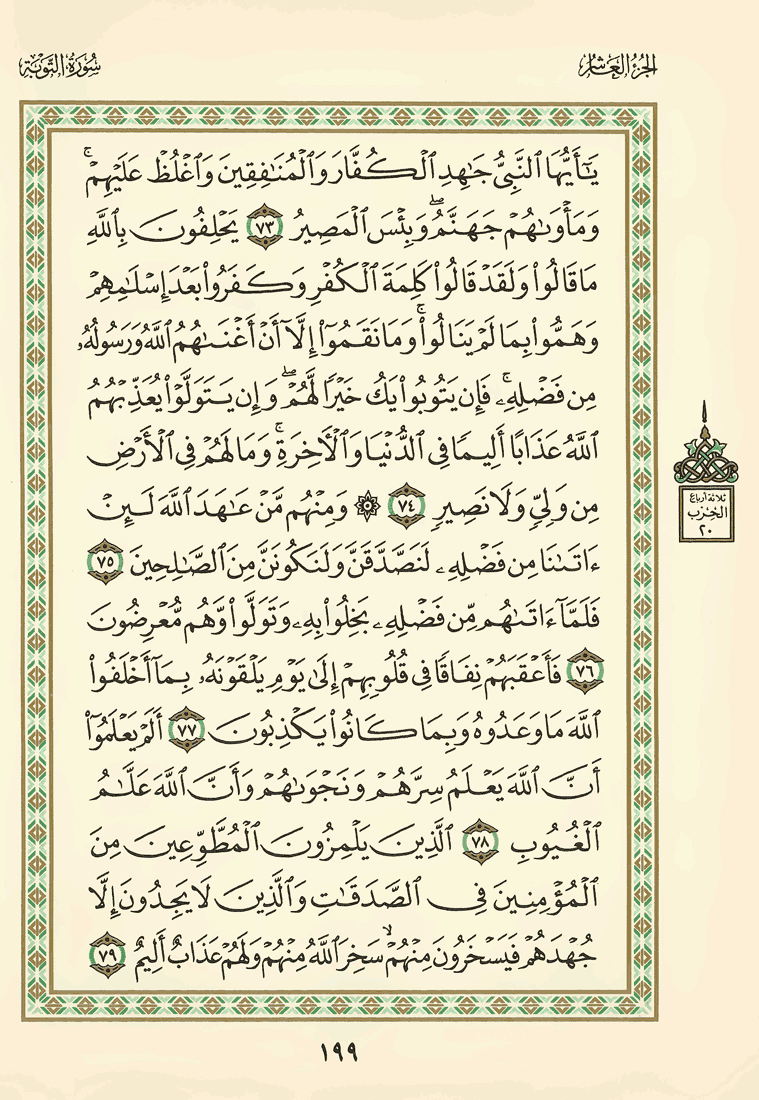 الجزء العاشر
سورة التوبة
يَٰٓأَيُّهَا ٱلنَّبِىُّ جَٰهِدِ ٱلْكُفَّارَ وَٱلْمُنَٰفِقِينَ وَٱغْلُظْ عَلَيْهِمْ ۚ
وَمَأْوَىٰهُمْ جَهَنَّمُ ۖ وَبِئْسَ ٱلْمَصِيرُ ٧٣ يَحْلِفُونَ بِٱللَّهِ
مَا قَالُوا۟ وَلَقَدْ قَالُوا۟ كَلِمَةَ ٱلْكُفْرِ وَكَفَرُوا۟ بَعْدَ إِسْلَٰمِهِمْ
وَهَمُّوا۟ بِمَا لَمْ يَنَالُوا۟ ۚ وَمَا نَقَمُوٓا۟ إِلَّآ أَنْ أَغْنَىٰهُمُ ٱللَّهُ وَرَسُولُهُۥ
مِن فَضْلِهِۦ ۚ فَإِن يَتُوبُوا۟ يَكُ خَيْرًا لَّهُمْ ۖ وَإِن يَتَوَلَّوْا۟ يُعَذِّبْهُمُ
ٱللَّهُ عَذَابًا أَلِيمًا فِى ٱلدُّنْيَا وَٱلْءَاخِرَةِ ۚ وَمَا لَهُمْ فِى ٱلْأَرْضِ
مِن وَلِىٍّ وَلَا نَصِيرٍ ٧٤ ۞ وَمِنْهُم مَّنْ عَٰهَدَ ٱللَّهَ لَئِنْ
ءَاتَىٰنَا مِن فَضْلِهِۦ لَنَصَّدَّقَنَّ وَلَنَكُونَنَّ مِنَ ٱلصَّٰلِحِينَ ٧٥
فَلَمَّآ ءَاتَىٰهُم مِّن فَضْلِهِۦ بَخِلُوا۟ بِهِۦ وَتَوَلَّوا۟ وَّهُم مُّعْرِضُونَ
٧٦ فَأَعْقَبَهُمْ نِفَاقًا فِى قُلُوبِهِمْ إِلَىٰ يَوْمِ يَلْقَوْنَهُۥ بِمَآ أَخْلَفُوا۟
ٱللَّهَ مَا وَعَدُوهُ وَبِمَا كَانُوا۟ يَكْذِبُونَ ٧٧ أَلَمْ يَعْلَمُوٓا۟
أَنَّ ٱللَّهَ يَعْلَمُ سِرَّهُمْ وَنَجْوَىٰهُمْ وَأَنَّ ٱللَّهَ عَلَّٰمُ
ٱلْغُيُوبِ ٧٨ ٱلَّذِينَ يَلْمِزُونَ ٱلْمُطَّوِّعِينَ مِنَ
ٱلْمُؤْمِنِينَ فِى ٱلصَّدَقَٰتِ وَٱلَّذِينَ لَا يَجِدُونَ إِلَّا
جُهْدَهُمْ فَيَسْخَرُونَ مِنْهُمْ ۙ سَخِرَ ٱللَّهُ مِنْهُمْ وَلَهُمْ عَذَابٌ أَلِيمٌ ٧٩
ثلاثة أرباع
الحزب
٢٠
١٩٩